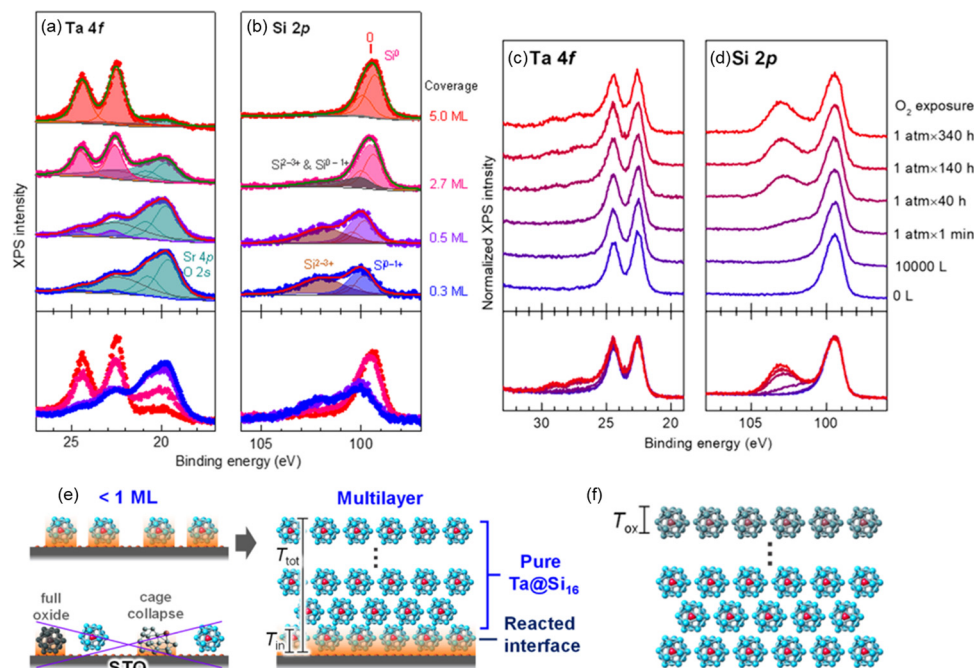 (a) Ta 4f
XPS intensity
Sr 4p
O 2s
25
20
(b) Si 2p
0
Si⁰
Si²⁻³⁺ & Si⁰⁻¹⁺
Si²⁻³⁺
Si⁰⁻¹⁺
106
100
Binding energy (eV)
Coverage
5.0 ML
2.7 ML
0.5 ML
0.3 ML
(c) Ta 4f
Normalized XPS intnsity
30
25
20
(d) Si 2p
106
100
Binding energy (eV)
O₂ exposure
1 atm×340 h
1 atm×140 h
1 atm×40 h
1 atm×1 min
10000 L
0 L
(e)
< 1 ML
full
oxide
cage
collapse
STO
Multilayer
Tₜₒₜ
Tᵢₙ
Pure
Ta@Si₁₆
Reacted
interface
(f)
Tₒₓ